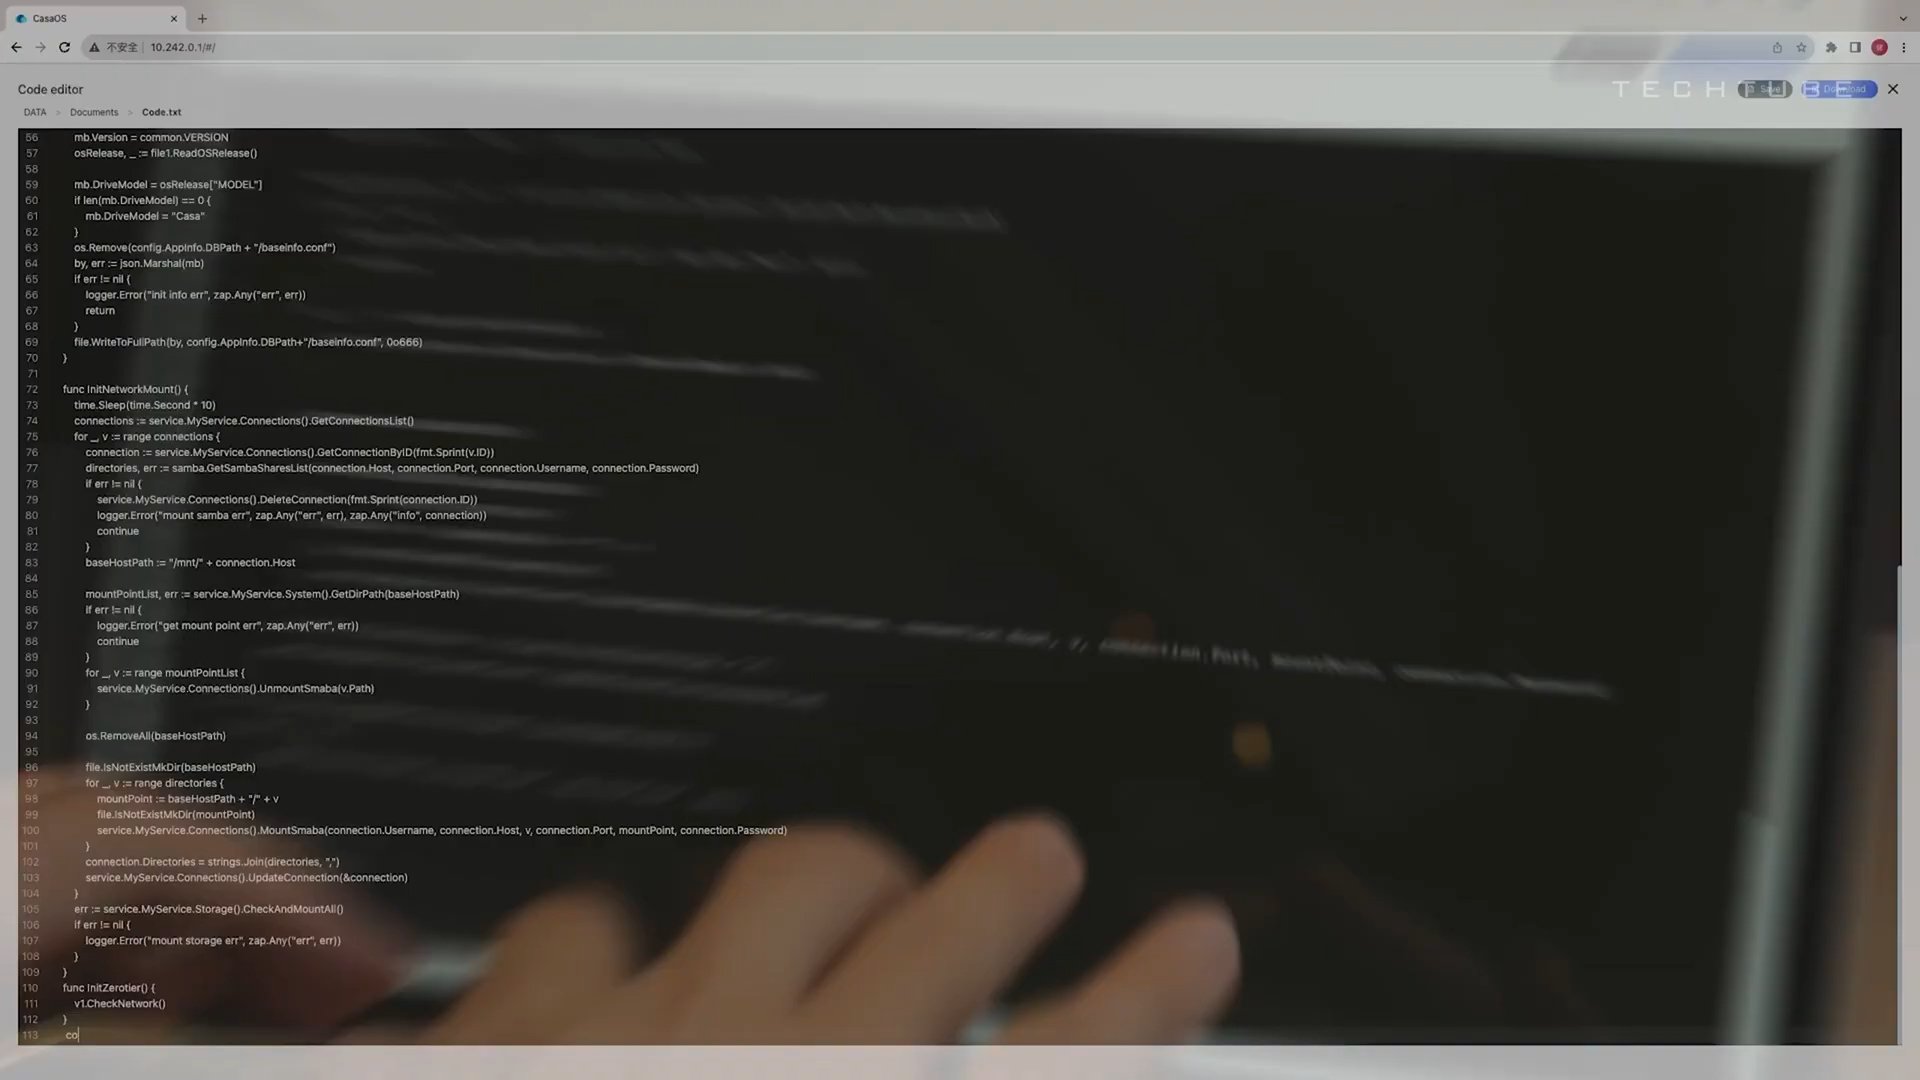 CasaOS
不安全 10.242.0.1/#/
Code editor
TECHTUBE
Save
Download
DATA > Documents > Code.txt
56 mb.Version = common.VERSION
57 osRelease, _ := file1.ReadOSRelease()
58
59 mb.DriveModel = osRelease["MODEL"]
60 if len(mb.DriveModel) == 0 {
61 mb.DriveModel = "Casa"
62 }
63 os.Remove(config.AppInfo.DBPath + "/baseinfo.conf")
64 by, err := json.Marshal(mb)
65 if err != nil {
66 logger.Error("init info err", zap.Any("err", err))
67 return
68 }
69 file.WriteToFullPath(by, config.AppInfo.DBPath+"/baseinfo.conf", 0o666)
70 }
71
72 func InitNetworkMount() {
73 time.Sleep(time.Second * 10)
74 connections := service.MyService.Connections().GetConnectionsList()
75 for _, v := range connections {
76 connection := service.MyService.Connections().GetConnectionByID(fmt.Sprint(v.ID))
77 directories, err := samba.GetSambaSharesList(connection.Host, connection.Port, connection.Username, connection.Password)
78 if err != nil {
79 service.MyService.Connections().DeleteConnection(fmt.Sprint(connection.ID))
80 logger.Error("mount samba err", zap.Any("err", err), zap.Any("info", connection))
81 continue
82 }
83 baseHostPath := "/mnt/" + connection.Host
84
85 mountPointList, err := service.MyService.System().GetDirPath(baseHostPath)
86 if err != nil {
87 logger.Error("get mount point err", zap.Any("err", err))
88 continue
89 }
90 for _, v := range mountPointList {
91 service.MyService.Connections().UnmountSmaba(v.Path)
92 }
93
94 os.RemoveAll(baseHostPath)
95
96 file.IsNotExistMkDir(baseHostPath)
97 for _, v := range directories {
98 mountPoint := baseHostPath + "/" + v
99 file.IsNotExistMkDir(mountPoint)
100 service.MyService.Connections().MountSmaba(connection.Username, connection.Host, v, connection.Port, mountPoint, connection.Password)
101 }
102 connection.Directories = strings.Join(directories, ",")
103 service.MyService.Connections().UpdateConnection(&connection)
104 }
105 err := service.MyService.Storage().CheckAndMountAll()
106 if err != nil {
107 logger.Error("mount storage err", zap.Any("err", err))
108 }
109 }
110 func InitZerotier() {
111 v1.CheckNetwork()
112 }
113 co